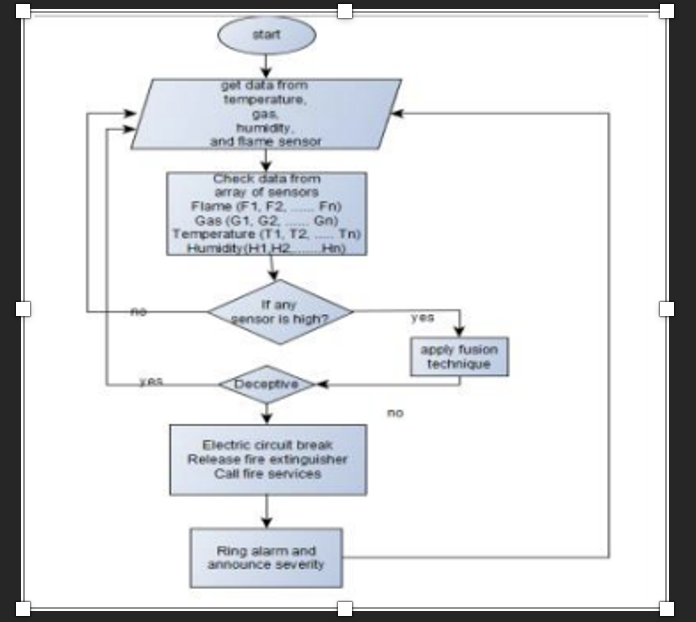 start
get data from
temperature,
gas,
humidity,
and flame sensor
Check data from
array of sensors
Flame (F1, F2, ...... Fn)
Gas (G1, G2, ...... Gn)
Temperature (T1, T2, ..... Tn)
Humidity(H1,H2.......Hn)
If any
sensor is high?
no
yes
apply fusion
technique
Deceptive
yes
no
Electric circuit break
Release fire extinguisher
Call fire services
Ring alarm and
announce severity